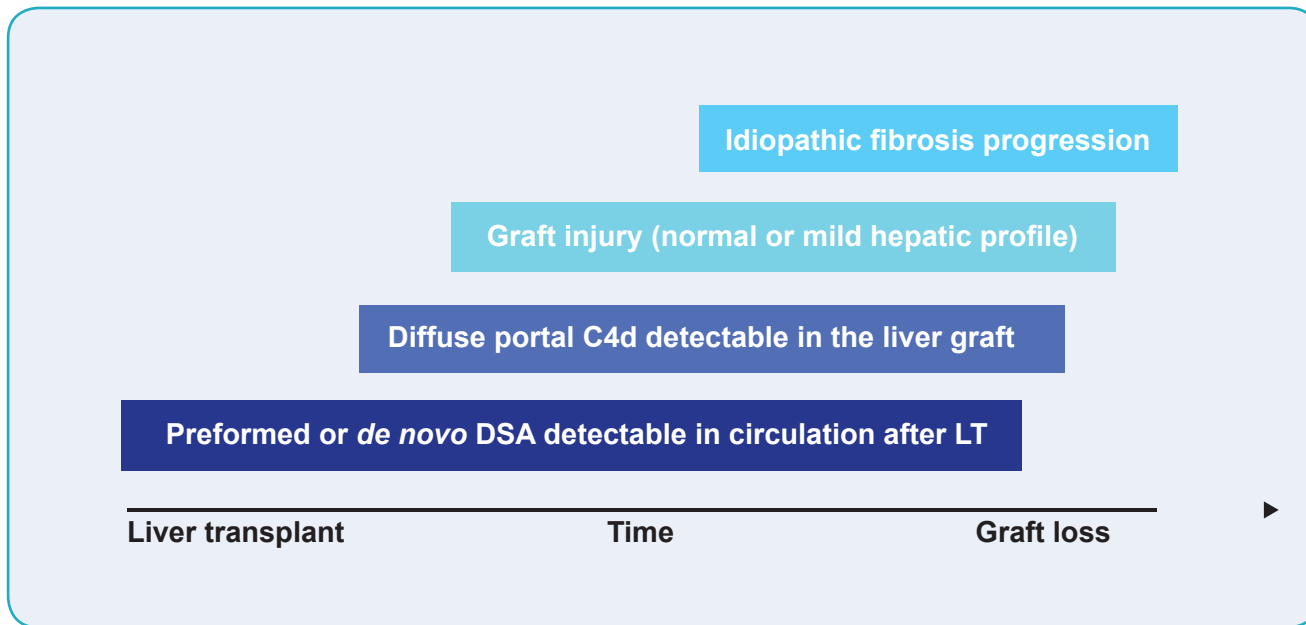 Idiopathic fibrosis progression
Graft injury (normal or mild hepatic profile)
Diffuse portal C4d detectable in the liver graft
Preformed or de novo DSA detectable in circulation after LT
Liver transplant Time Graft loss